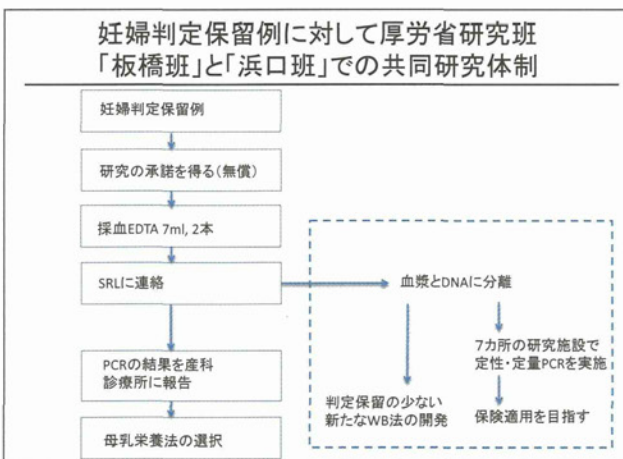 妊婦判定保留例に対して厚労省研究班
「板橋班」と「浜口班」での共同研究体制
妊婦判定保留例
研究の承諾を得る(無償)
採血EDTA 7ml, 2本
SRLに連絡
血漿とDNAに分離
PCRの結果を産科
診療所に報告
7カ所の研究施設で
定性・定量PCRを実施
判定保留の少ない
新たなWB法の開発
保険適用を目指す
母乳栄養法の選択